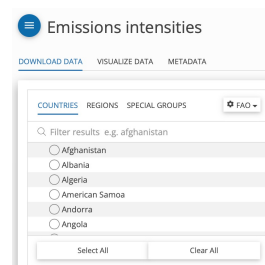 Emissions intensities
DOWNLOAD DATA VISUALIZE DATA METADATA
COUNTRIES REGIONS SPECIAL GROUPS FAO
Filter results e.g. afghanistan
Afghanistan
Albania
Algeria
American Samoa
Andorra
Angola
Select All Clear All